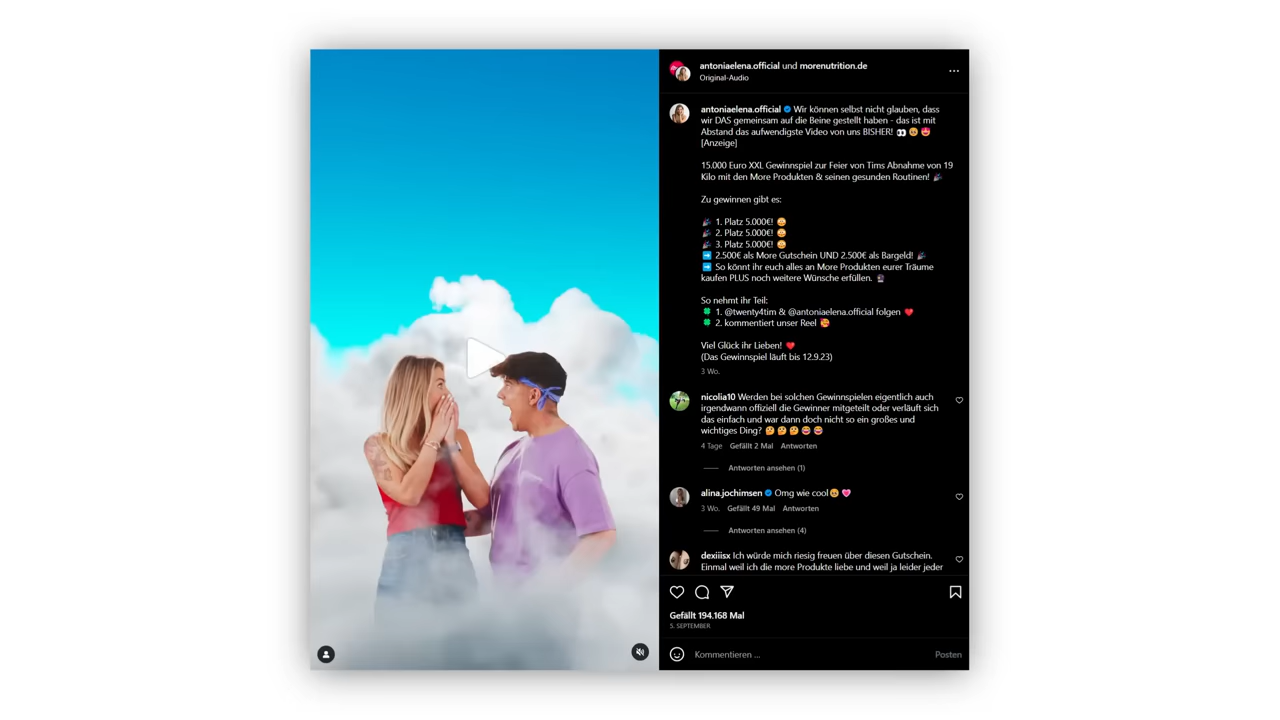 antoniaelena.official und morenutrition.de
Original-Audio
antoniaelena.official Wir können selbst nicht glauben, dass
wir DAS gemeinsam auf die Beine gestellt haben - das ist mit
Abstand das aufwendigste Video von uns BISHER! 👀 🥺 😍
[Anzeige]
15.000 Euro XXL Gewinnspiel zur Feier von Tims Abnahme von 19
Kilo mit den More Produkten & seinen gesunden Routinen! 🎉
Zu gewinnen gibt es:
🎉 1. Platz 5.000€! 😳
🎉 2. Platz 5.000€! 😳
🎉 3. Platz 5.000€! 😳
➡️ 2.500€ als More Gutschein UND 2.500€ als Bargeld! 🎉
➡️ So könnt ihr euch alles an More Produkten eurer Träume
kaufen PLUS noch weitere Wünsche erfüllen. 🔮
So nehmt ihr Teil:
🍀 1. @twenty4tim & @antoniaelena.official folgen ❤️
🍀 2. kommentiert unser Reel 🥰
Viel Glück ihr Lieben! ❤️
(Das Gewinnspiel läuft bis 12.9.23)
3 Wo.
nicolia10 Werden bei solchen Gewinnspielen eigentlich auch
irgendwann offiziell die Gewinner mitgeteilt oder verläuft sich
das einfach und war dann doch nicht so ein großes und
wichtiges Ding? 🤔 🤔 🤔 😂 😂
4 Tage Gefällt 2 Mal Antworten
Antworten ansehen (1)
alina.jochimsen Omg wie cool 🥺 💗
3 Wo. Gefällt 49 Mal Antworten
Antworten ansehen (4)
dexiiisx Ich würde mich riesig freuen über diesen Gutschein.
Einmal weil ich die more Produkte liebe und weil ja leider jeder
Gefällt 194.168 Mal
5. SEPTEMBER
Kommentieren ...
Posten